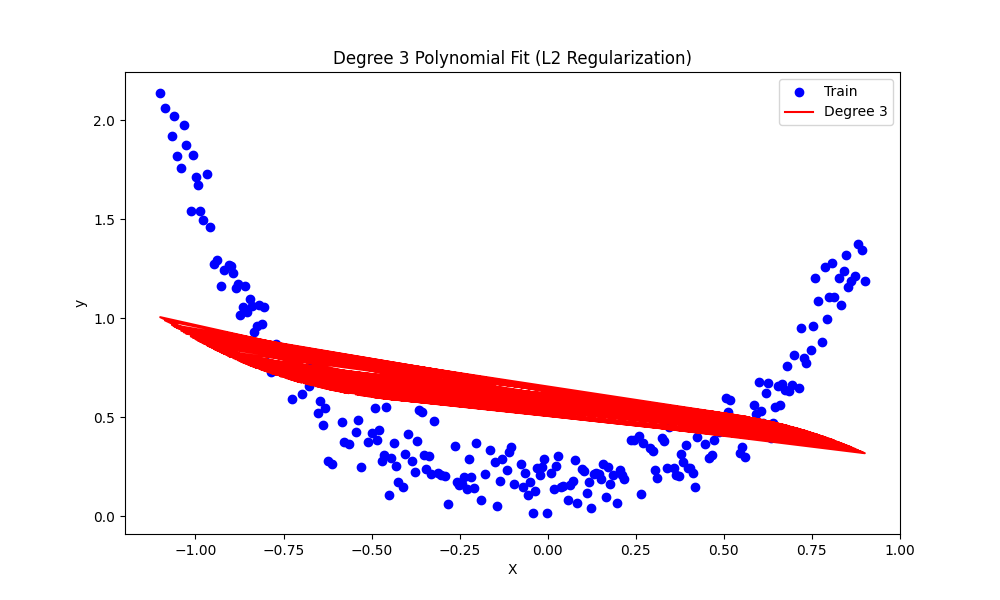 Degree 3 Polynomial Fit (L2 Regularization)
Train
Degree 3
2.0
1.5
1.0
0.5
0.0
y
−1.00
−0.75
−0.50
−0.25
0.00
0.25
0.50
0.75
1.00
X